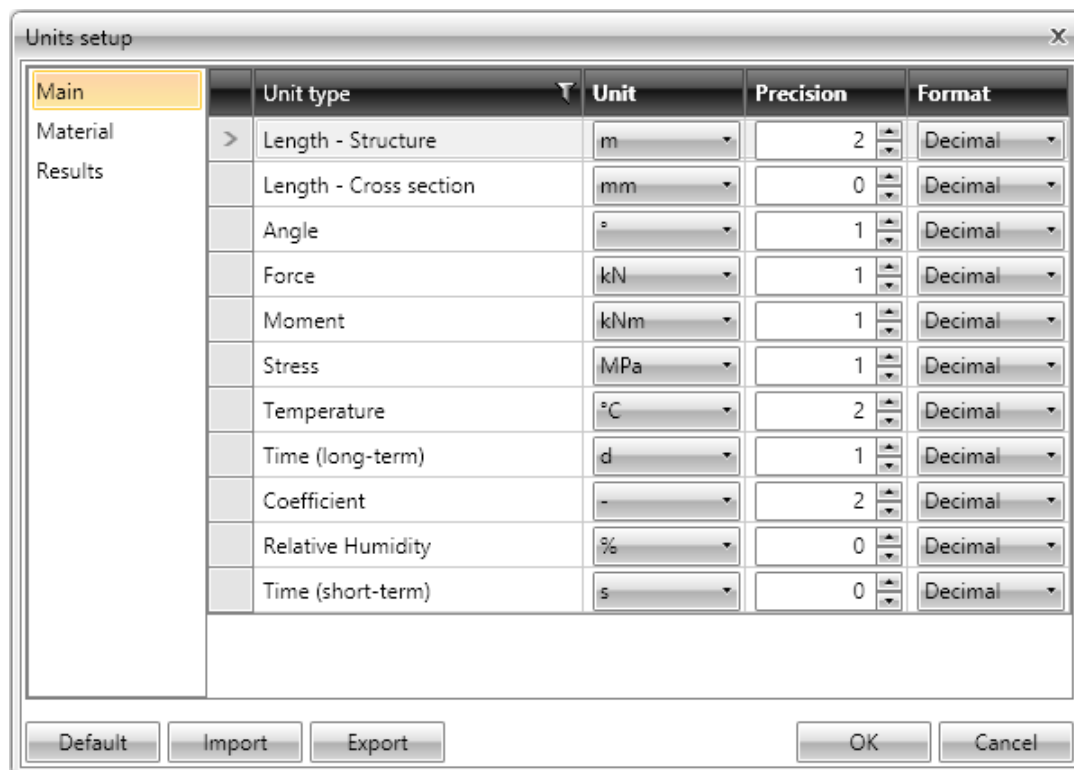 Units setup
Main
Material
Results
Unit type Unit Precision Format
Length - Structure m 2 Decimal
Length - Cross section mm 0 Decimal
Angle ° 1 Decimal
Force kN 1 Decimal
Moment kNm 1 Decimal
Stress MPa 1 Decimal
Temperature °C 2 Decimal
Time (long-term) d 1 Decimal
Coefficient - 2 Decimal
Relative Humidity % 0 Decimal
Time (short-term) s 0 Decimal
Default Import Export OK Cancel